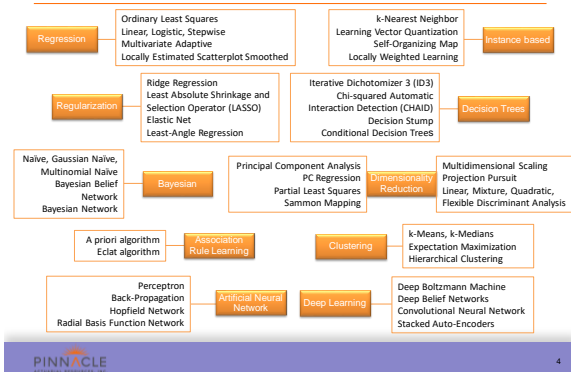 Regression
Ordinary Least Squares
Linear, Logistic, Stepwise
Multivariate Adaptive
Locally Estimated Scatterplot Smoothed
k-Nearest Neighbor
Learning Vector Quantization
Self-Organizing Map
Locally Weighted Learning
Instance based
Regularization
Ridge Regression
Least Absolute Shrinkage and
Selection Operator (LASSO)
Elastic Net
Least-Angle Regression
Iterative Dichotomizer 3 (ID3)
Chi-squared Automatic
Interaction Detection (CHAID)
Decision Stump
Conditional Decision Trees
Decision Trees
Naïve, Gaussian Naïve,
Multinomial Naïve
Bayesian Belief
Network
Bayesian Network
Bayesian
Principal Component Analysis
PC Regression
Partial Least Squares
Sammon Mapping
Dimensionality
Reduction
Multidimensional Scaling
Projection Pursuit
Linear, Mixture, Quadratic,
Flexible Discriminant Analysis
A priori algorithm
Eclat algorithm
Association
Rule Learning
Clustering
k-Means, k-Medians
Expectation Maximization
Hierarchical Clustering
Perceptron
Back-Propagation
Hopfield Network
Radial Basis Function Network
Artificial Neural
Network
Deep Learning
Deep Boltzmann Machine
Deep Belief Networks
Convolutional Neural Network
Stacked Auto-Encoders
PINNACLE
4